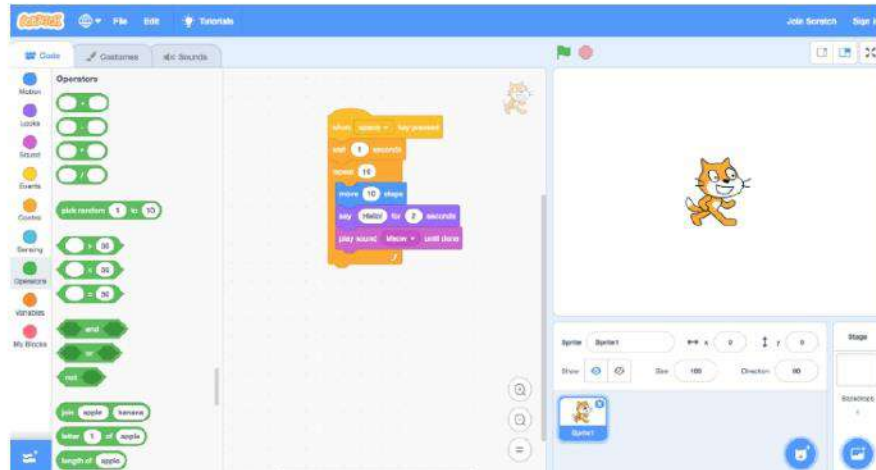 SCRATCH File Edit Tutorials Join Scratch Sign
Code Costumes Sounds
Motion
Looks
Sound
Events
Control
Sensing
Operators
Variables
My Blocks
Operators
+
-
*
/
pick random 1 to 10
> 50
< 50
= 50
and
or
not
join apple banana
letter 1 of apple
length of apple
when space key pressed
wait 1 seconds
repeat 10
move 10 steps
say Hello! for 2 seconds
play sound Meow until done
Sprite Sprite1 x 0 y 0
Show Size 100 Direction 90
Sprite1
Stage
Backdrops